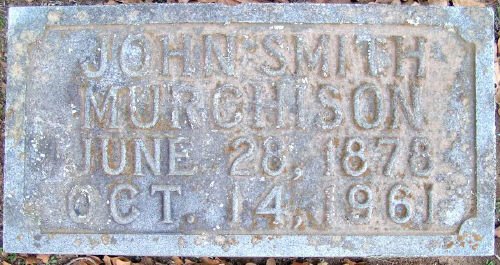 JOHN SMITH
MURCHISON
JUNE 28, 1878
OCT. 14, 1961